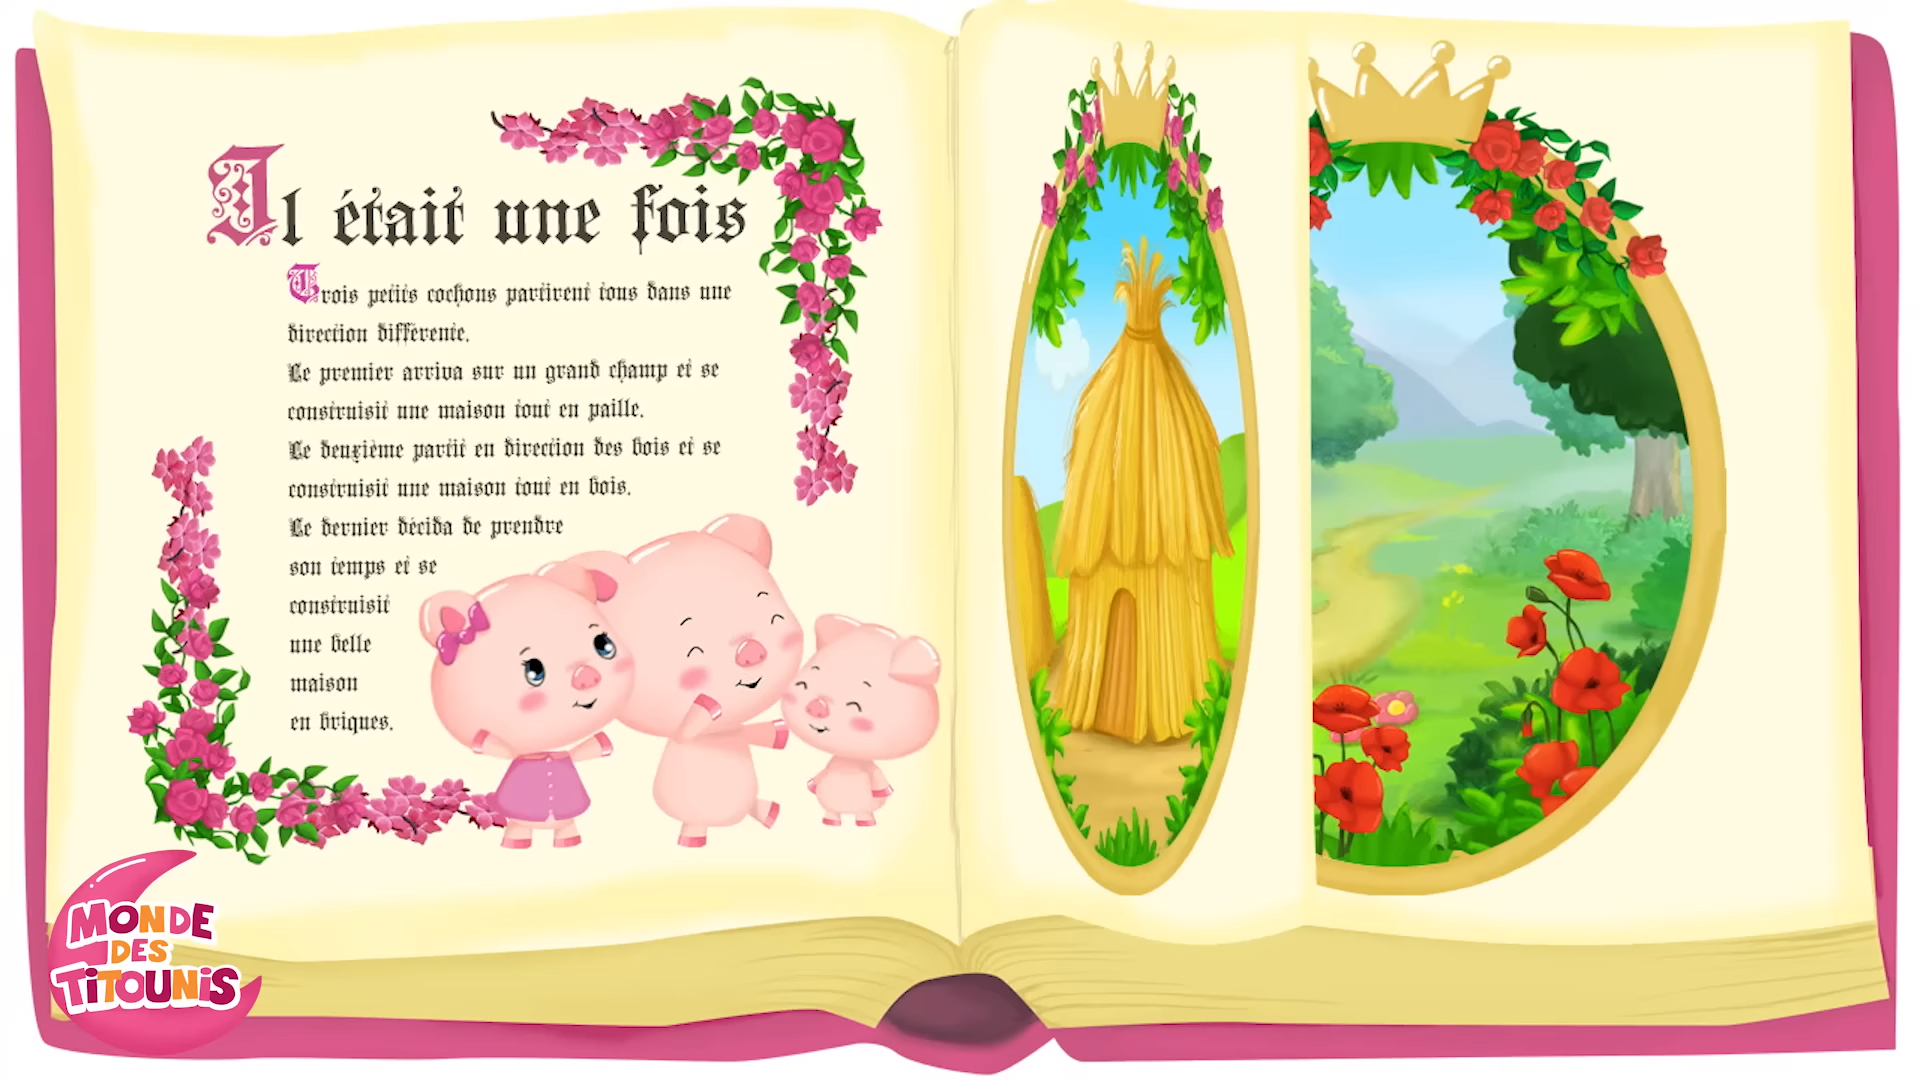 Il était une fois
Trois petits cochons partirent tous dans une
direction différente.
Le premier arriva sur un grand champ et se
construisit une maison tout en paille.
Le deuxième partit en direction des bois et se
construisit une maison tout en bois.
Le dernier décida de prendre
son temps et se
construisit
une belle
maison
en briques.
MONDE
DES
TiTOUNiS